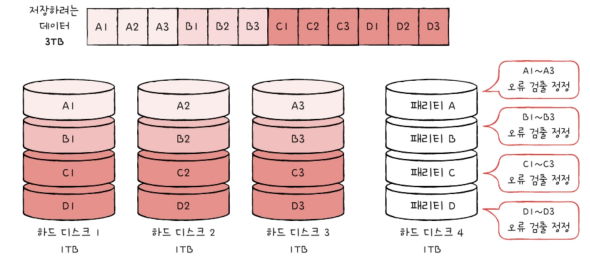 저장하려는
데이터
3TB
A1 A2 A3 B1 B2 B3 C1 C2 C3 D1 D2 D3
A1 A2 A3 패리티 A
B1 B2 B3 패리티 B
C1 C2 C3 패리티 C
D1 D2 D3 패리티 D
하드 디스크 1 하드 디스크 2 하드 디스크 3 하드 디스크 4
1TB 1TB 1TB 1TB
A1~A3
오류 검출 정정
B1~B3
오류 검출 정정
C1~C3
오류 검출 정정
D1~D3
오류 검출 정정